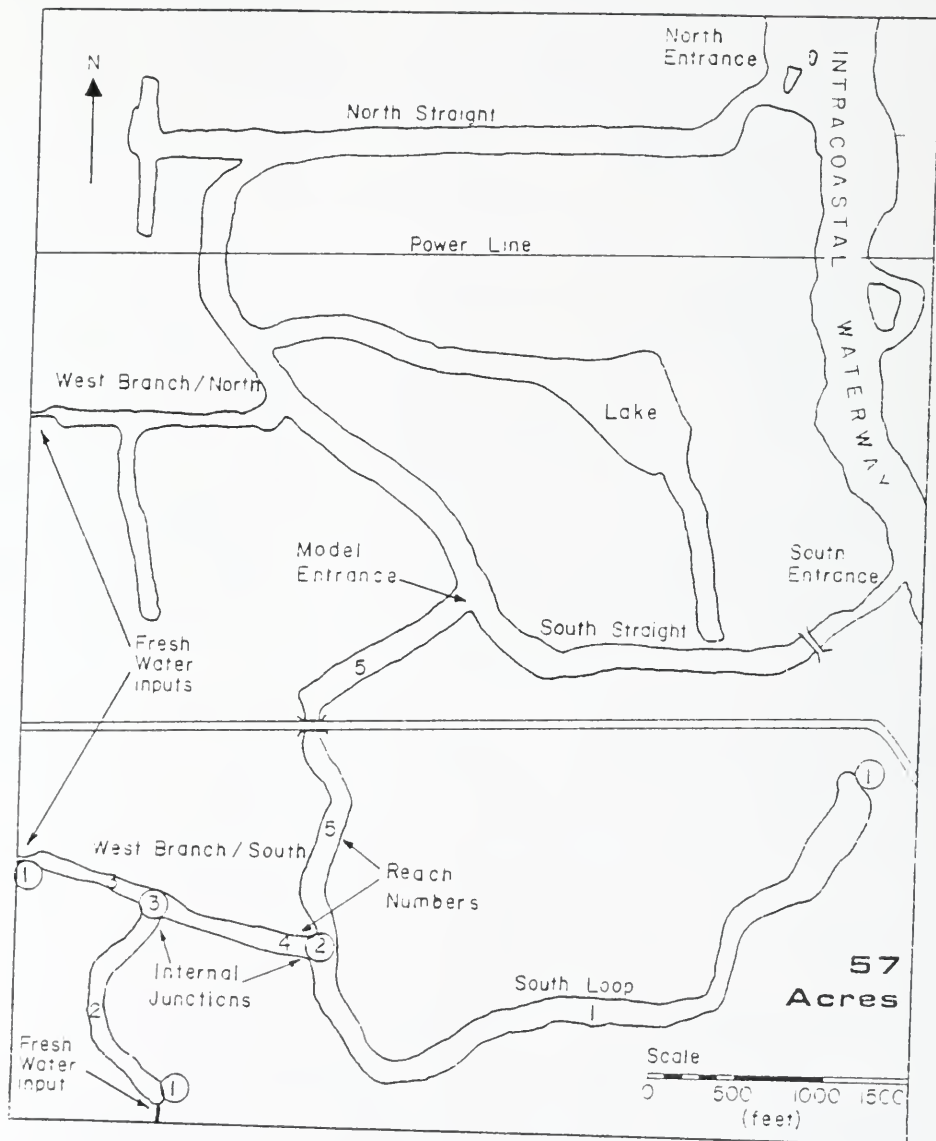 North
Entrance
N
INTRACOASTAL
WATERWAY
North Straight
Power Line
West Branch/North
Lake
Model
Entrance
South
Entrance
South Straight
Fresh
Water
Inputs
5
1
West Branch/South
5
Reach
Numbers
1
3
4
2
Internal
Junctions
57
Acres
South Loop
1
2
Fresh
Water
Input
1
Scale
0 500 1000 1500
(feet)